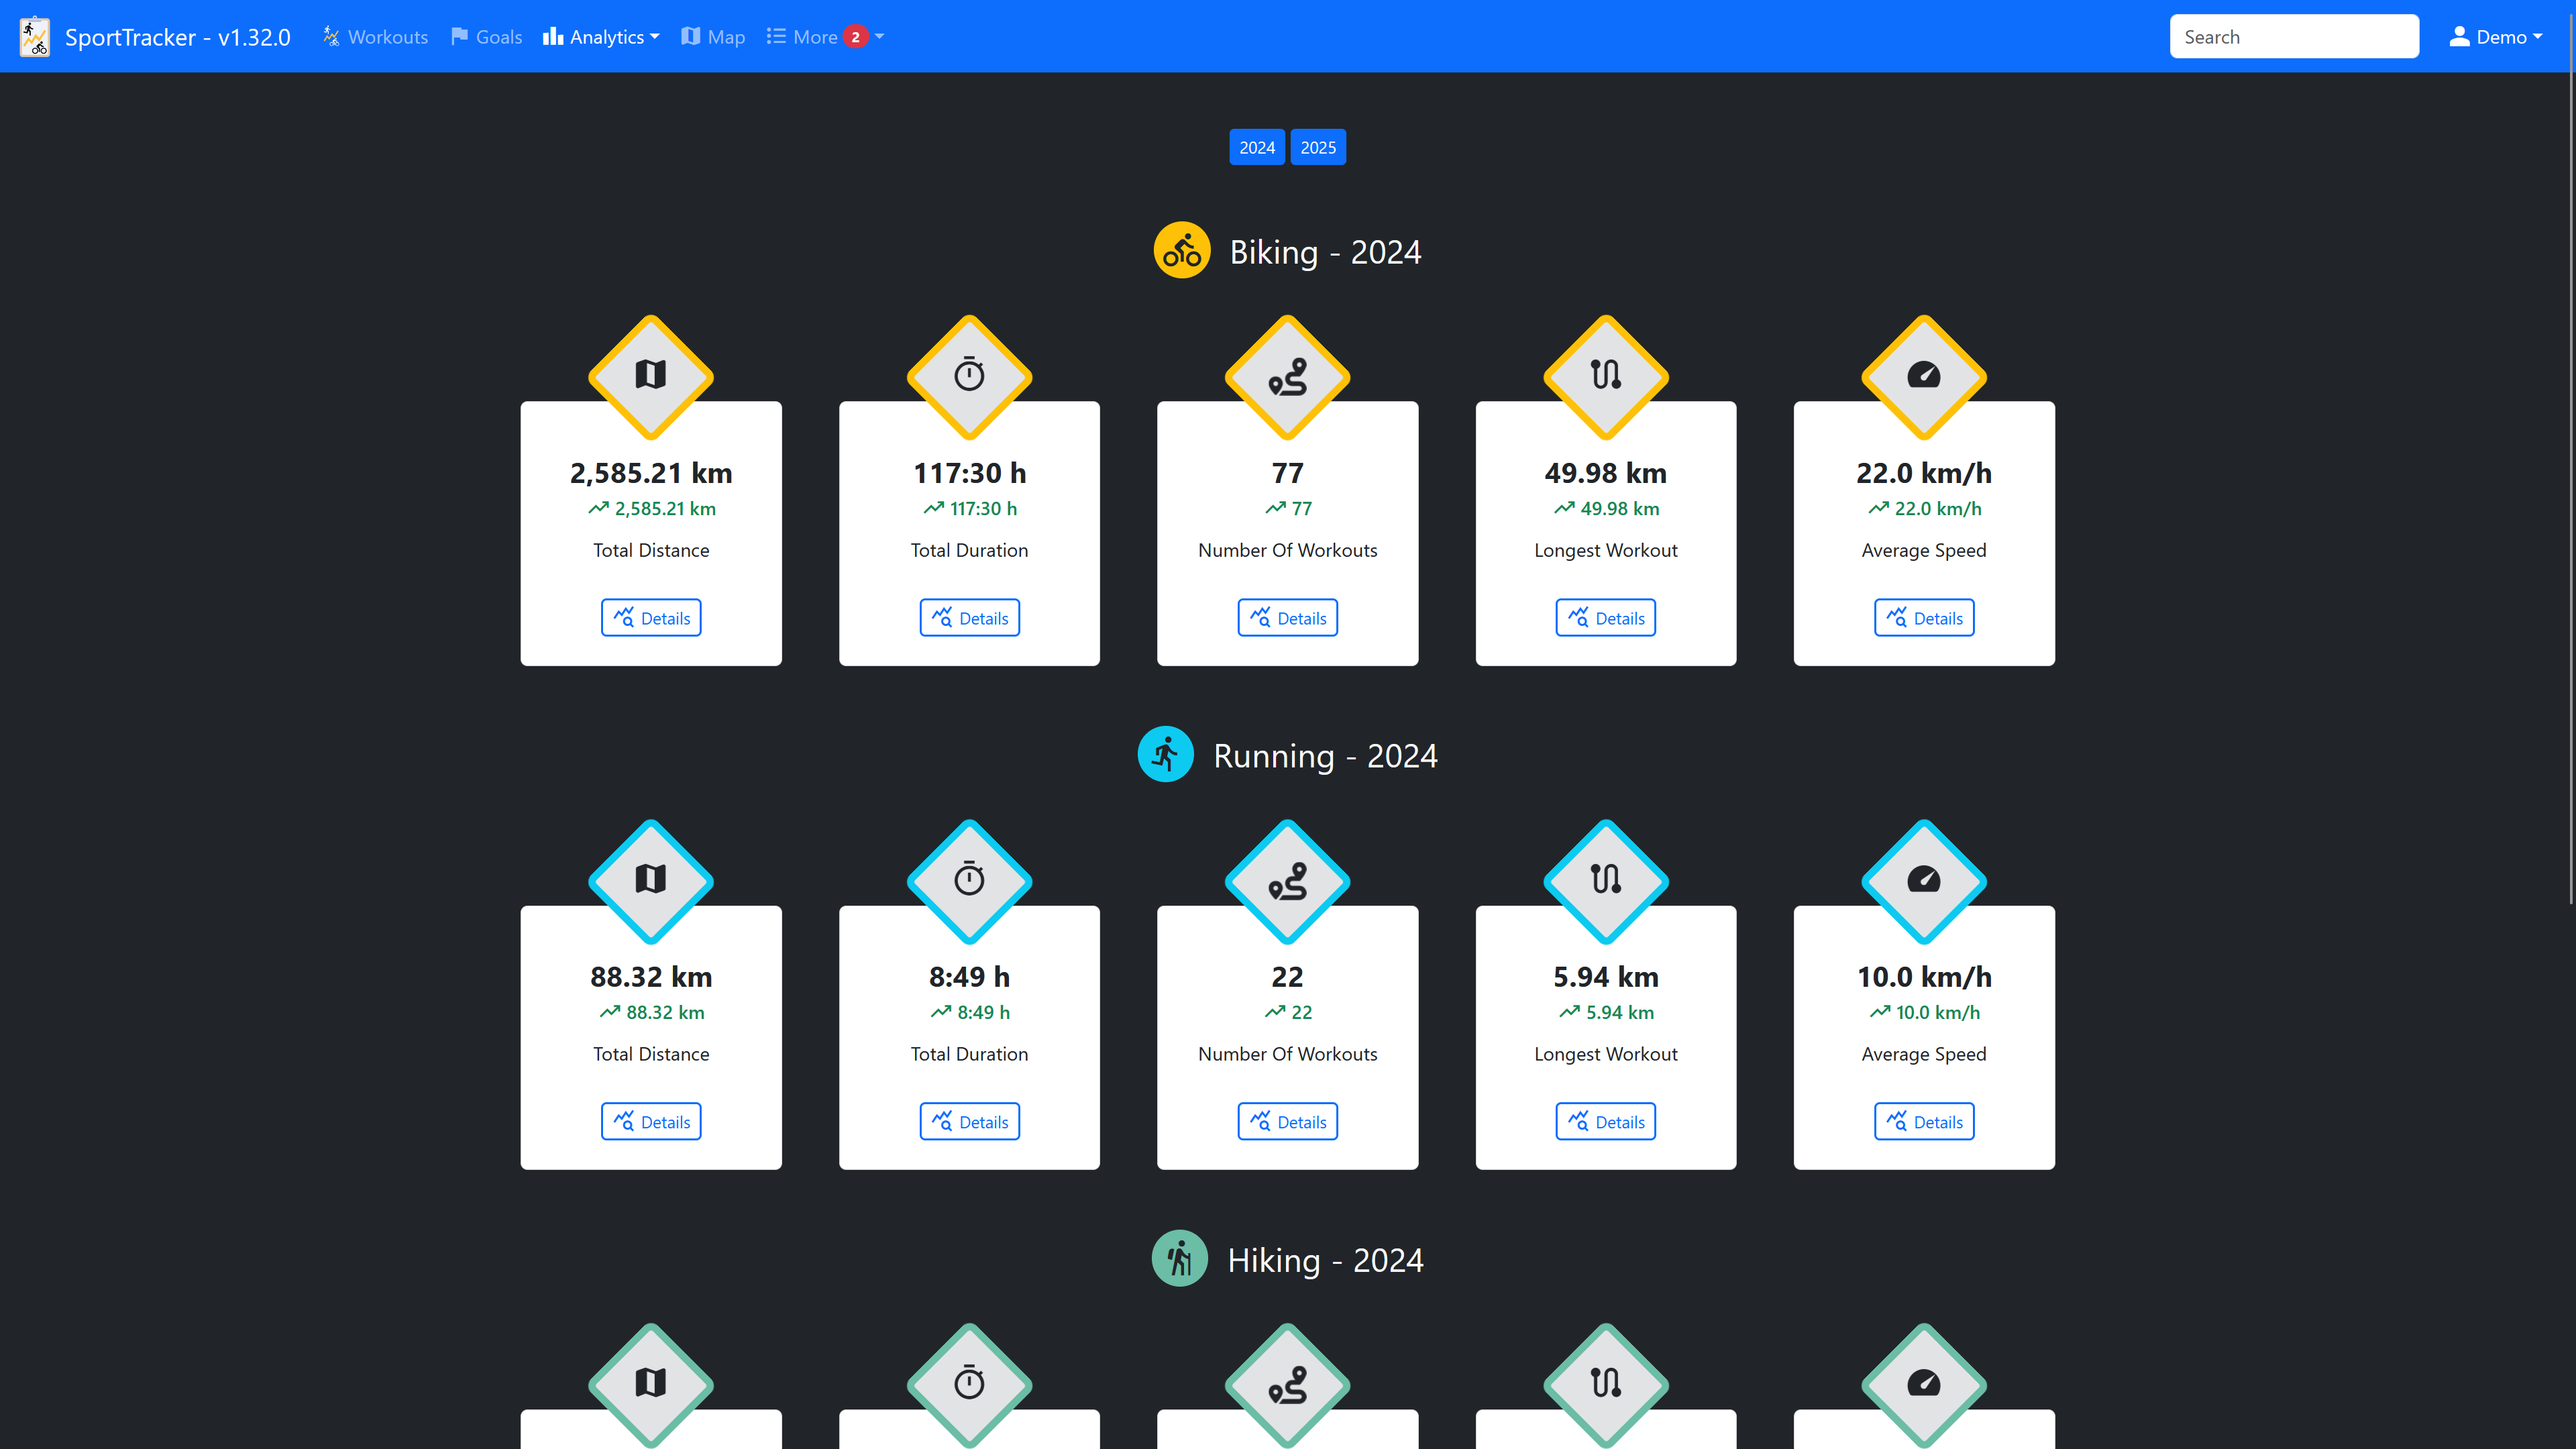 SportTracker - v1.32.0 Workouts Goals Analytics Map More 2 Search Demo
2024 2025
Biking - 2024
2,585.21 km
2,585.21 km
Total Distance
Details
117:30 h
117:30 h
Total Duration
Details
77
77
Number Of Workouts
Details
49.98 km
49.98 km
Longest Workout
Details
22.0 km/h
22.0 km/h
Average Speed
Details
Running - 2024
88.32 km
88.32 km
Total Distance
Details
8:49 h
8:49 h
Total Duration
Details
22
22
Number Of Workouts
Details
5.94 km
5.94 km
Longest Workout
Details
10.0 km/h
10.0 km/h
Average Speed
Details
Hiking - 2024